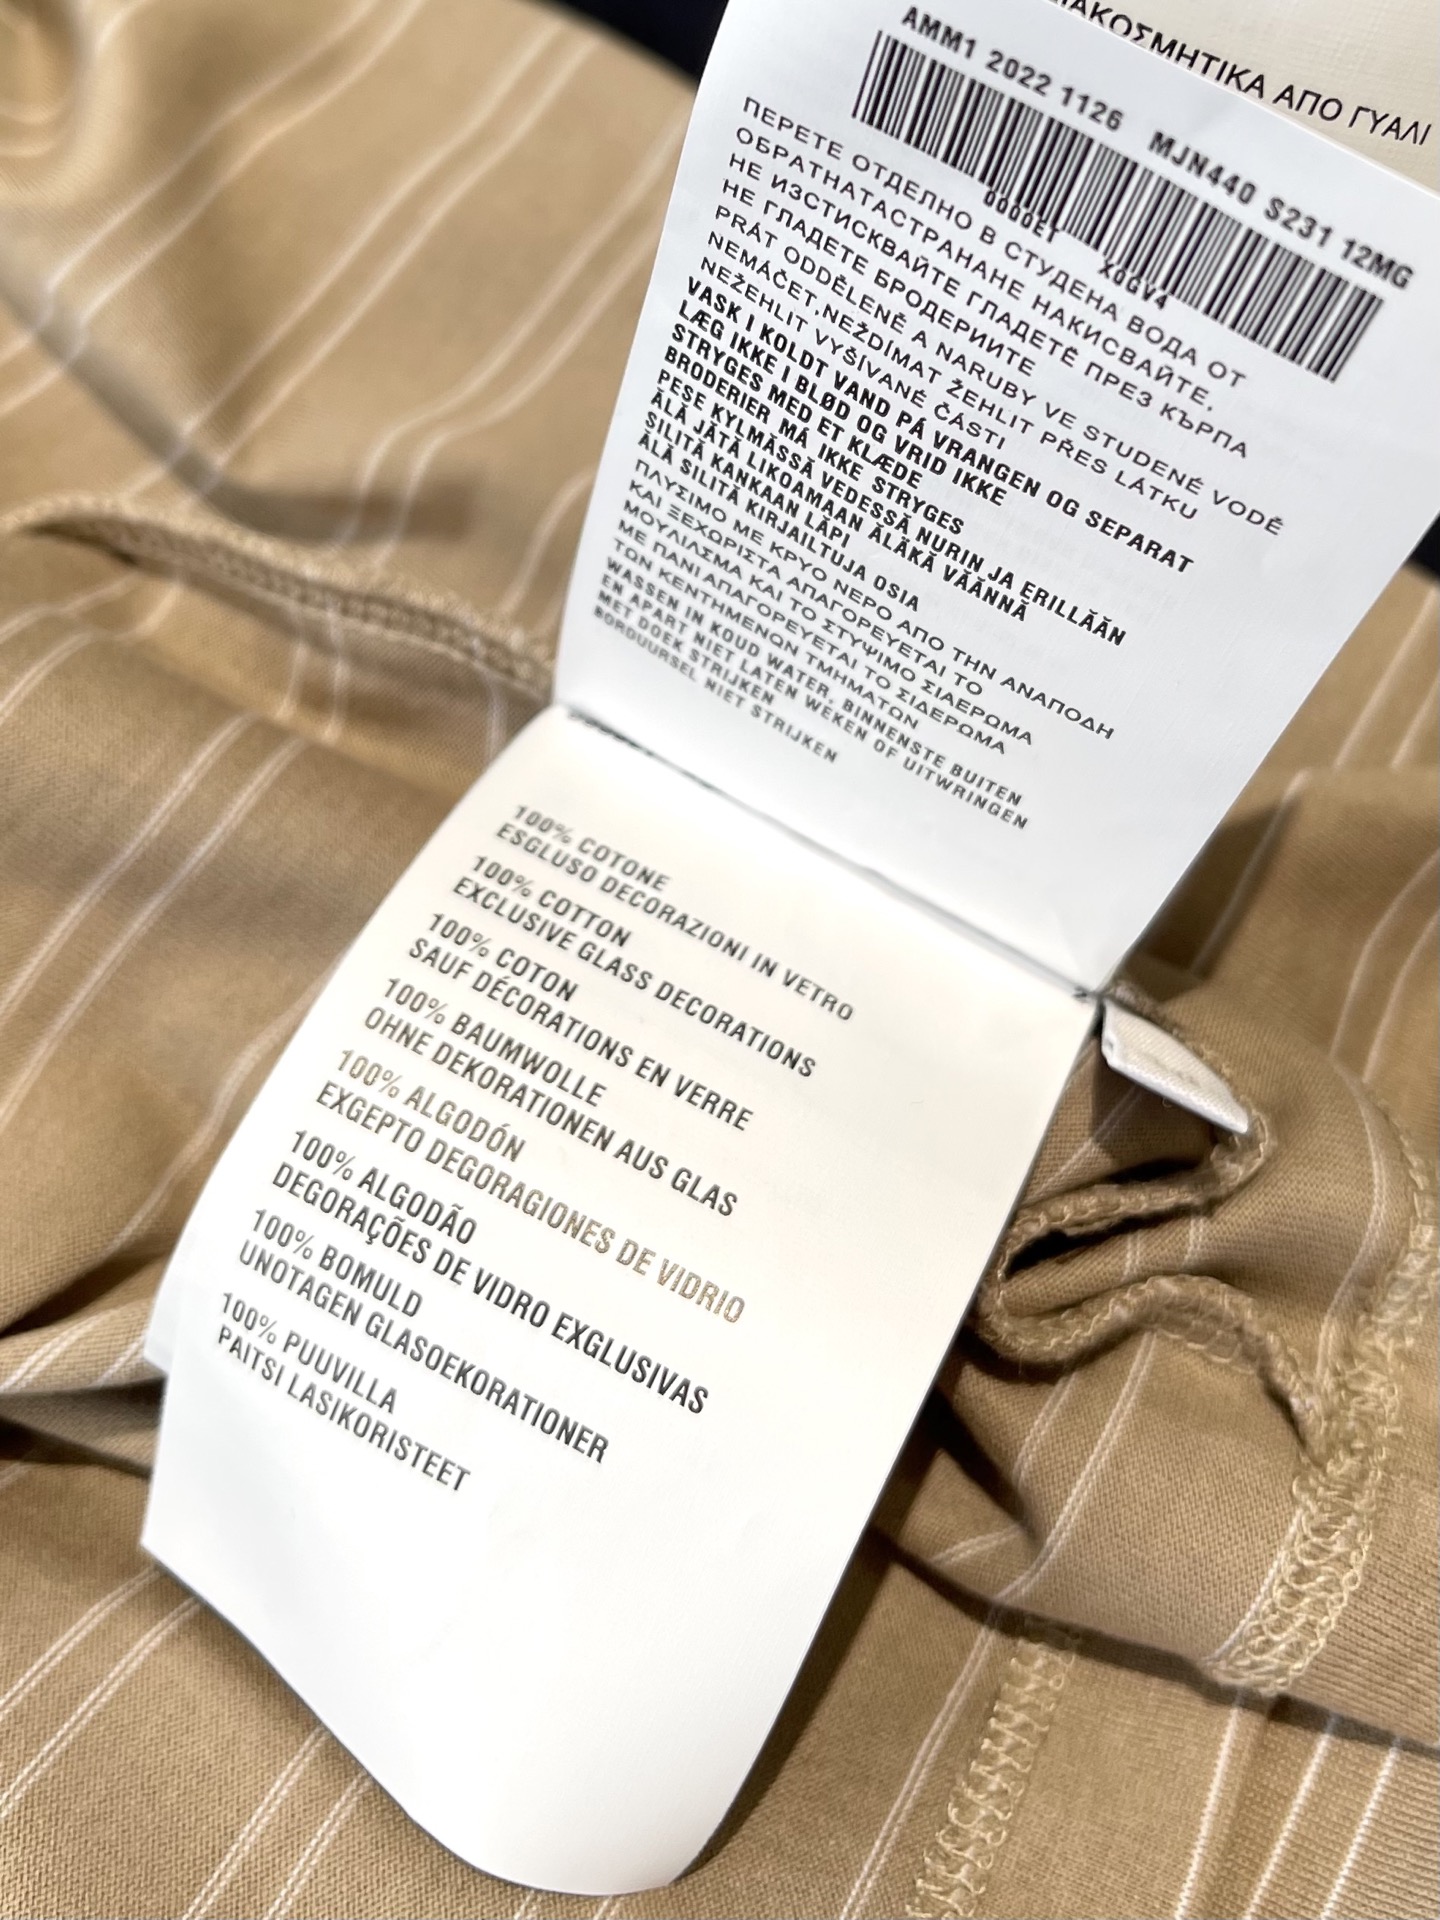 ΙΑΚΟΣΜΗΤΙΚΑ ΑΠΟ ΓΥΑΛΙ
AMM1 2022 1126 MJN440 S231 12MG
0000ET X0GV4
ПЕРЕТЕ ОТДЕЛНО В СТУДЕНА ВОДА ОТ
ОБРАТНАТАСТРАНАНЕ НАКИСВАЙТЕ,
НЕ ИЗСТИСКВАЙТЕ ГЛАДЕТЕ ПРЕЗ КЪРПА
НЕ ГЛАДЕТЕ БРОДЕРИИТЕ
PRÁT ODDĚLENĚ A NARUBY VE STUDENÉ VODĚ
NEMÁČET,NEŽDÍMAT ŽEHLIT PŘES LÁTKU
NEŽEHLIT VYŠÍVANÉ ČÁSTI
VASK I KOLDT VAND PÅ VRANGEN OG SEPARAT
LÆG IKKE I BLØD OG VRID IKKE
STRYGES MED ET KLÆDE
BRODERIER MÅ IKKE STRYGES
PESE KYLMÄSSÄ VEDESSÄ NURIN JA ERILLÄÄN
ÄLÄ JÄTÄ LIKOAMAAN ÄLÄKÄ VÄÄNNÄ
SILITÄ KANKAAN LÄPI
ÄLÄ SILITÄ KIRJAILTUJA OSIA
ΠΛΥΣΙΜΟ ΜΕ ΚΡΥΟ ΝΕΡΟ ΑΠΟ ΤΗΝ ΑΝΑΠΟΔΗ
ΚΑΙ ΞΕΧΩΡΙΣΤΑ ΑΠΑΓΟΡΕΥΕΤΑΙ ΤΟ
ΜΟΥΛΙΑΣΜΑ ΚΑΙ ΤΟ ΣΤΥΨΙΜΟ ΣΙΔΕΡΩΜΑ
ΜΕ ΠΑΝΙ ΑΠΑΓΟΡΕΥΕΤΑΙ ΤΟ ΣΙΔΕΡΩΜΑ
ΤΩΝ ΚΕΝΤΗΜΕΝΩΝ ΤΜΗΜΑΤΩΝ
WASSEN IN KOUD WATER, BINNENSTE BUITEN
EN APART NIET LATEN WEKEN OF UITWRINGEN
MET DOEK STRIJKEN
BORDUURSEL NIET STRIJKEN
100% COTONE
ESGLUSO DECORAZIONI IN VETRO
100% COTTON
EXCLUSIVE GLASS DECORATIONS
100% COTON
SAUF DÉCORATIONS EN VERRE
100% BAUMWOLLE
OHNE DEKORATIONEN AUS GLAS
100% ALGODÓN
EXGEPTO DEGORAGIONES DE VIDRIO
100% ALGODÃO
DEGORAÇÕES DE VIDRO EXGLUSIVAS
100% BOMULD
UNOTAGEN GLASOEKORATIONER
100% PUUVILLA
PAITSI LASIKORISTEET